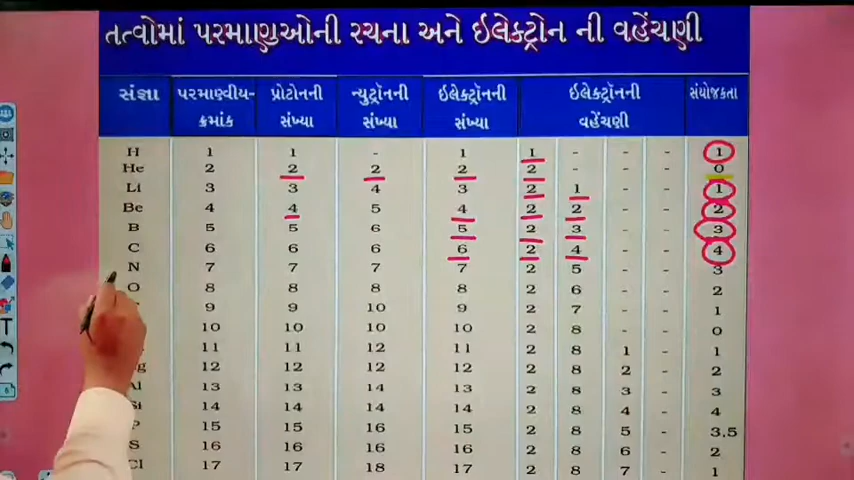 તત્વોમાં પરમાણુઓની રચના અને ઇલેક્ટ્રોન ની વહેંચણી
સંજ્ઞા પરમાણ્વીય- પ્રોટોનની ન્યુટ્રૉનની ઇલેક્ટ્રૉનની ઇલેક્ટ્રૉનની સંયોજકતા
ક્રમાંક સંખ્યા સંખ્યા સંખ્યા વહેંચણી
H 1 1 - 1 1 - - - 1
He 2 2 2 2 2 - - - 0
Li 3 3 4 3 2 1 - - 1
Be 4 4 5 4 2 2 - - 2
B 5 5 6 5 2 3 - - 3
C 6 6 6 6 2 4 - - 4
N 7 7 7 7 2 5 - - 3
O 8 8 8 8 2 6 - - 2
9 9 10 9 2 7 - - 1
10 10 10 10 2 8 - - 0
11 11 12 11 2 8 1 - 1
12 12 12 12 2 8 2 - 2
Al 13 13 14 13 2 8 3 - 3
Si 14 14 14 14 2 8 4 - 4
P 15 15 16 15 2 8 5 - 3,5
S 16 16 16 16 2 8 6 - 2
Cl 17 17 18 17 2 8 7 - 1